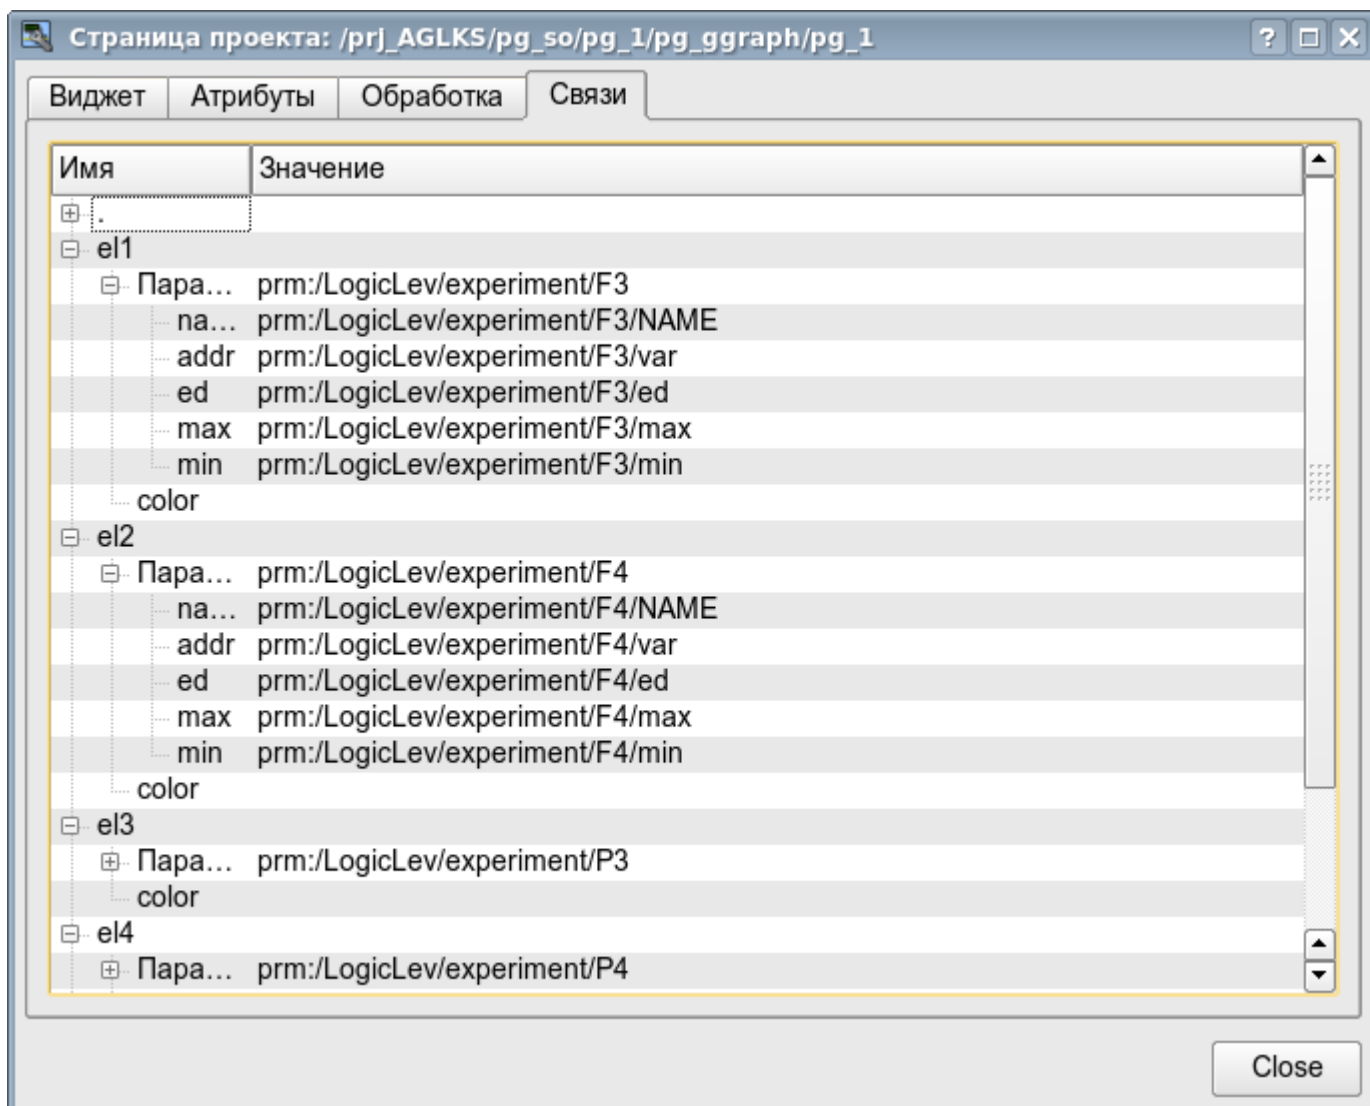 Страница проекта: /prj_AGLKS/pg_so/pg_1/pg_ggraph/pg_1
Виджет Атрибуты Обработка Связи
Имя Значение
.
el1
Пара... prm:/LogicLev/experiment/F3
na... prm:/LogicLev/experiment/F3/NAME
addr prm:/LogicLev/experiment/F3/var
ed prm:/LogicLev/experiment/F3/ed
max prm:/LogicLev/experiment/F3/max
min prm:/LogicLev/experiment/F3/min
color
el2
Пара... prm:/LogicLev/experiment/F4
na... prm:/LogicLev/experiment/F4/NAME
addr prm:/LogicLev/experiment/F4/var
ed prm:/LogicLev/experiment/F4/ed
max prm:/LogicLev/experiment/F4/max
min prm:/LogicLev/experiment/F4/min
color
el3
Пара... prm:/LogicLev/experiment/P3
color
el4
Пара... prm:/LogicLev/experiment/P4
Close